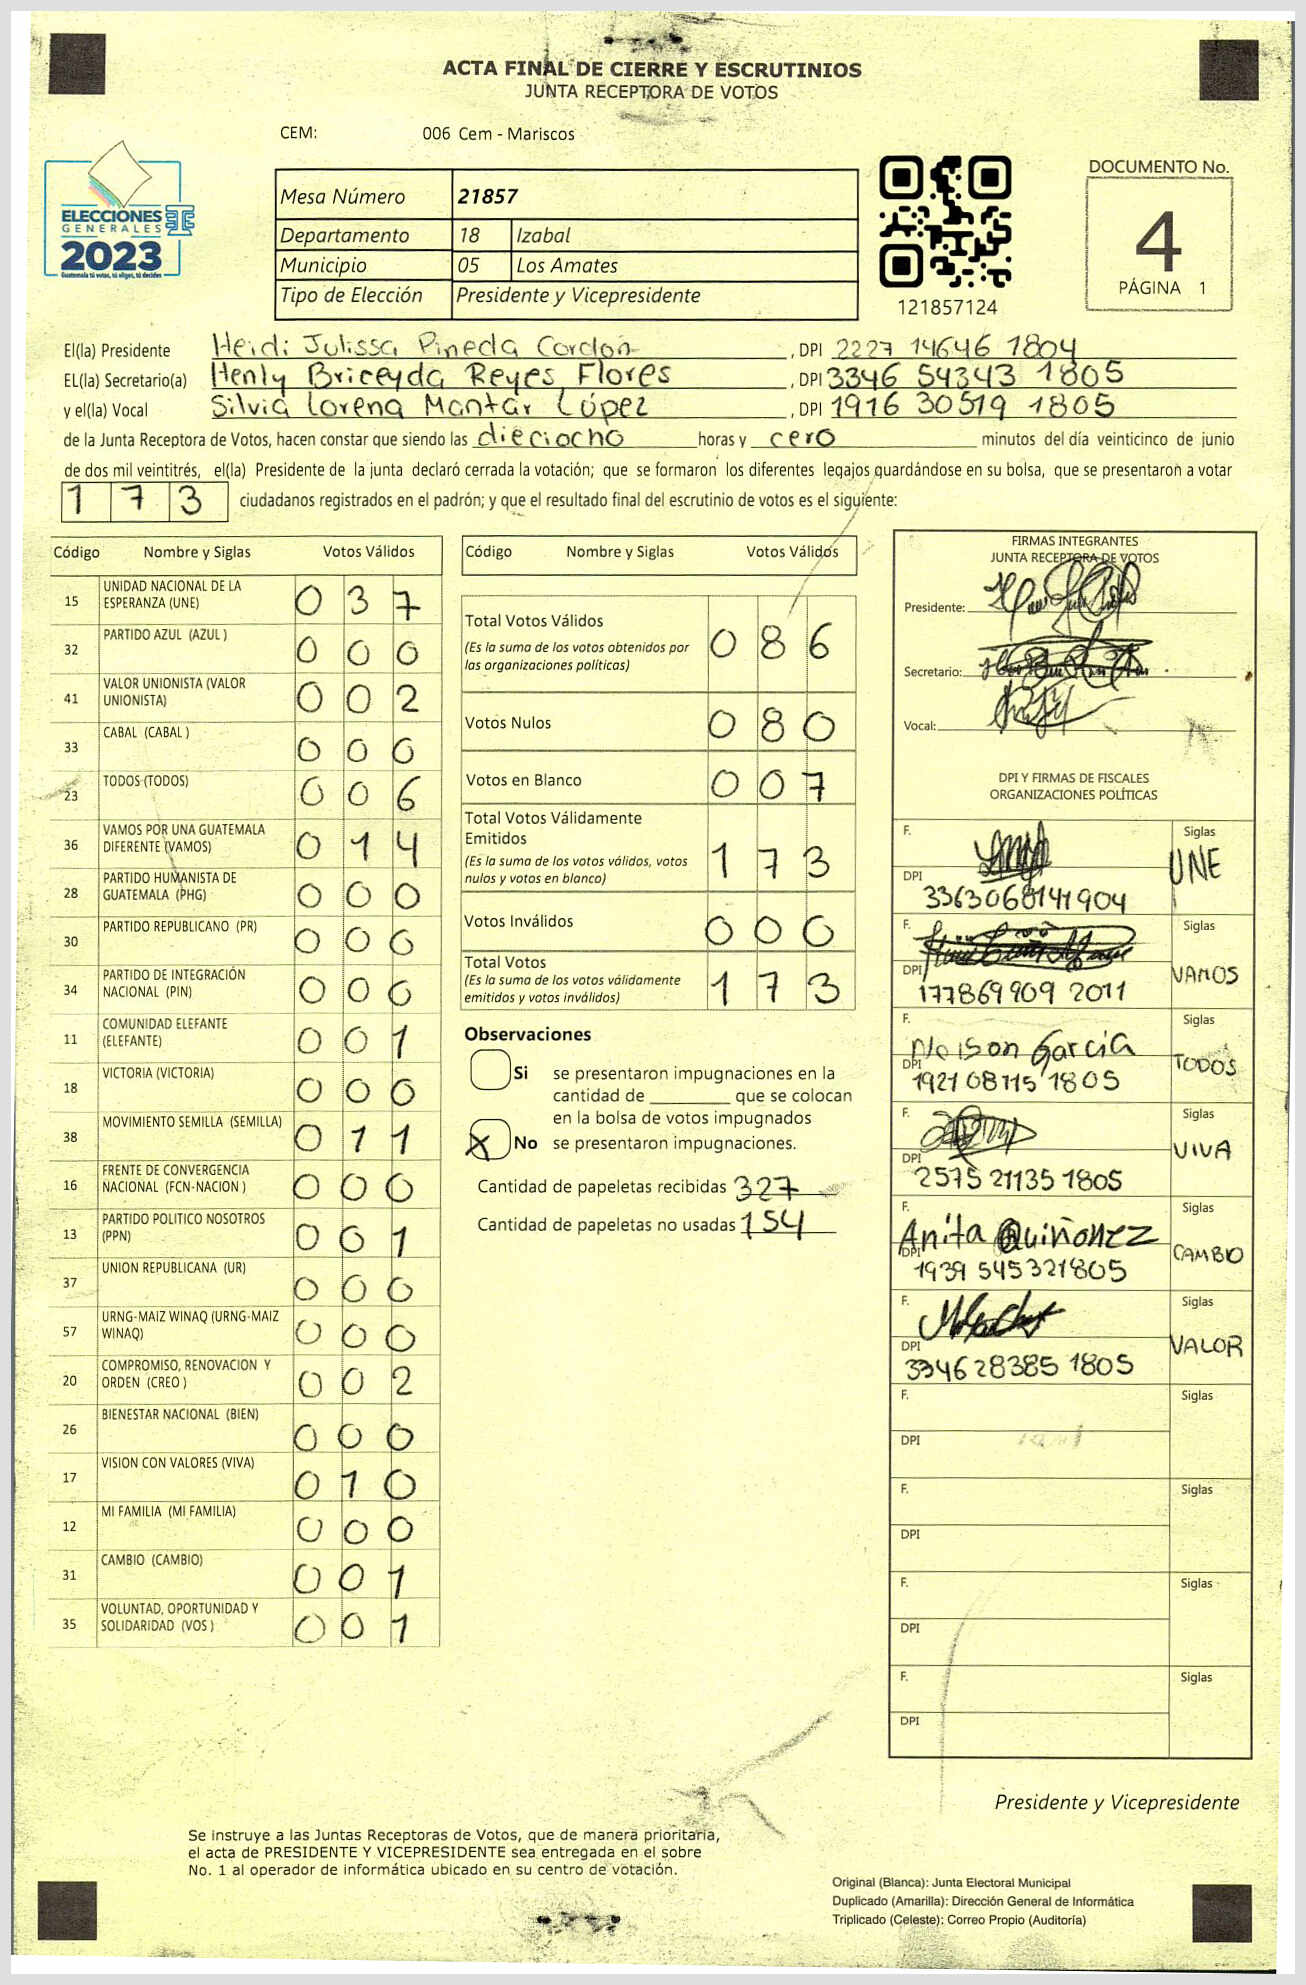 ACTA FINAL DE CIERRE Y ESCRUTINIOS
JUNTA RECEPTORA DE VOTOS
CEM: 006 Cem - Mariscos
ELECCIONES
GENERALES
2023
Guatemala tú votas, tú eliges, tú decides
Mesa Número 21857
Departamento 18 Izabal
Municipio 05 Los Amates
Tipo de Elección Presidente y Vicepresidente
121857124
DOCUMENTO No.
4
PÁGINA 1
El(la) Presidente Heidi Julissa Pineda Cordón, DPI 2227 14646 1804
EL(la) Secretario(a) Henly Briceyda Reyes Flores, DPI 3346 54343 1805
y el(la) Vocal Silvia Lorena Mantar López, DPI 1916 30519 1805
de la Junta Receptora de Votos, hacen constar que siendo las dieciocho horas y cero minutos del día veinticinco de junio
de dos mil veintitrés, el(la) Presidente de la junta declaró cerrada la votación; que se formaron los diferentes legajos guardándose en su bolsa, que se presentaron a votar
1 7 3 ciudadanos registrados en el padrón; y que el resultado final del escrutinio de votos es el siguiente:
Código Nombre y Siglas Votos Válidos
15 UNIDAD NACIONAL DE LA
ESPERANZA (UNE) 0 3 7
32 PARTIDO AZUL (AZUL ) 0 0 0
41 VALOR UNIONISTA (VALOR
UNIONISTA) 0 0 2
33 CABAL (CABAL ) 0 0 0
23 TODOS (TODOS) 0 0 6
36 VAMOS POR UNA GUATEMALA
DIFERENTE (VAMOS) 0 1 4
28 PARTIDO HUMANISTA DE
GUATEMALA (PHG) 0 0 0
30 PARTIDO REPUBLICANO (PR) 0 0 0
34 PARTIDO DE INTEGRACIÓN
NACIONAL (PIN) 0 0 0
11 COMUNIDAD ELEFANTE
(ELEFANTE) 0 0 1
18 VICTORIA (VICTORIA) 0 0 0
38 MOVIMIENTO SEMILLA (SEMILLA) 0 1 1
16 FRENTE DE CONVERGENCIA
NACIONAL (FCN-NACION ) 0 0 0
13 PARTIDO POLITICO NOSOTROS
(PPN) 0 0 1
37 UNION REPUBLICANA (UR) 0 0 0
57 URNG-MAIZ WINAQ (URNG-MAIZ
WINAQ) 0 0 0
20 COMPROMISO, RENOVACION Y
ORDEN (CREO ) 0 0 2
26 BIENESTAR NACIONAL (BIEN) 0 0 0
17 VISION CON VALORES (VIVA) 0 1 0
12 MI FAMILIA (MI FAMILIA) 0 0 0
31 CAMBIO (CAMBIO) 0 0 1
35 VOLUNTAD, OPORTUNIDAD Y
SOLIDARIDAD (VOS ) 0 0 1
Código Nombre y Siglas Votos Válidos
Total Votos Válidos
(Es la suma de los votos obtenidos por
las organizaciones políticas) 0 8 6
Votos Nulos 0 8 0
Votos en Blanco 0 0 7
Total Votos Válidamente
Emitidos
(Es la suma de los votos válidos, votos
nulos y votos en blanco) 1 7 3
Votos Inválidos 0 0 0
Total Votos
(Es la suma de los votos válidamente
emitidos y votos inválidos) 1 7 3
Observaciones
Si se presentaron impugnaciones en la
cantidad de ________ que se colocan
en la bolsa de votos impugnados
X No se presentaron impugnaciones.
Cantidad de papeletas recibidas 327
Cantidad de papeletas no usadas 154
FIRMAS INTEGRANTES
JUNTA RECEPTORA DE VOTOS
Presidente:
Secretario:
Vocal:
DPI Y FIRMAS DE FISCALES
ORGANIZACIONES POLÍTICAS
F. Siglas
UNE
DPI
3363068141904
F. Siglas
VAMOS
DPI
177869909 2011
F. Siglas
Nelson García TODOS
DPI
1921 08115 1805
F. Siglas
VIVA
DPI
2575 21135 1805
F. Siglas
Anita Quiñonez CAMBIO
DPI
1939 54532 1805
F. Siglas
VALOR
DPI
3346 28385 1805
F. Siglas
DPI
F. Siglas
DPI
F. Siglas
DPI
F. Siglas
DPI
Presidente y Vicepresidente
Se instruye a las Juntas Receptoras de Votos, que de manera prioritaria,
el acta de PRESIDENTE Y VICEPRESIDENTE sea entregada en el sobre
No. 1 al operador de informática ubicado en su centro de votación.
Original (Blanca): Junta Electoral Municipal
Duplicado (Amarilla): Dirección General de Informática
Triplicado (Celeste): Correo Propio (Auditoría)